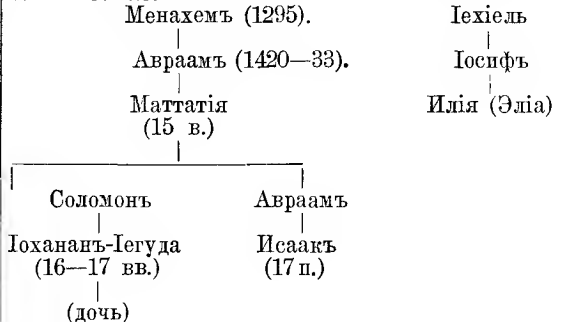 Менахемъ (1295). Іехіель
Авраамъ (1420—33). Іосифъ
Маттатія Илія (Эліа)
(15 в.)
Соломонъ Авраамъ
Іохананъ-Іегуда Исаакъ
(16—17 вв.) (17 п.)
(дочь)